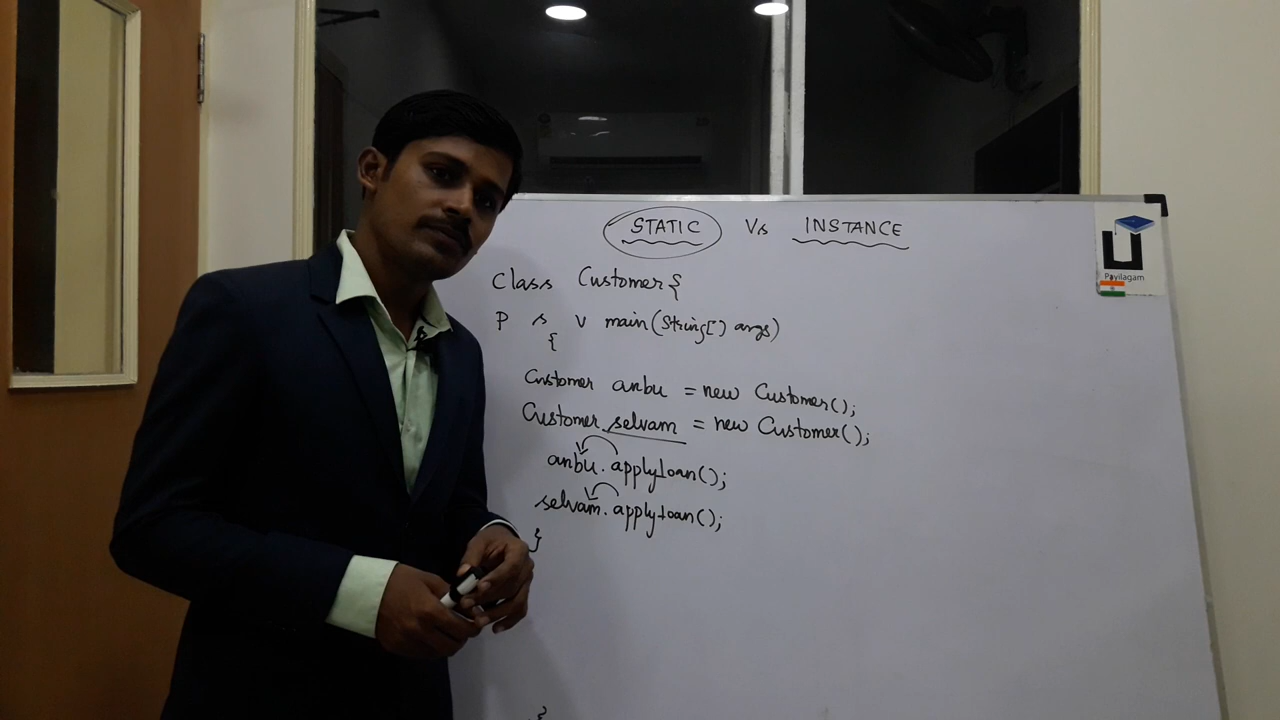 STATIC Vs INSTANCE
Payilagam
Class Customer{
P s v main(String[] args)
{
Customer anbu = new Customer();
Customer selvam = new Customer();
anbu.applyLoan();
selvam.applyLoan();
}
}